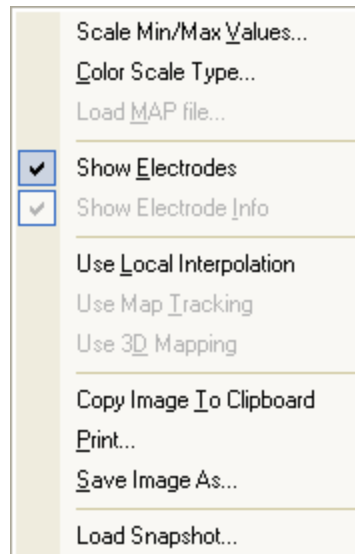 Scale Min/Max Values...
Color Scale Type...
Load MAP file...
Show Electrodes
Show Electrode Info
Use Local Interpolation
Use Map Tracking
Use 3D Mapping
Copy Image To Clipboard
Print...
Save Image As...
Load Snapshot...